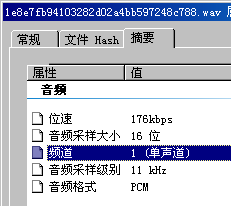 1e8e7fb94103282d02a4bb597248c788.wav
常规 文件 Hash 摘要
属性 值
音频
位速 176kbps
音频采样大小 16 位
频道 1 (单声道)
音频采样级别 11 kHz
音频格式 PCM